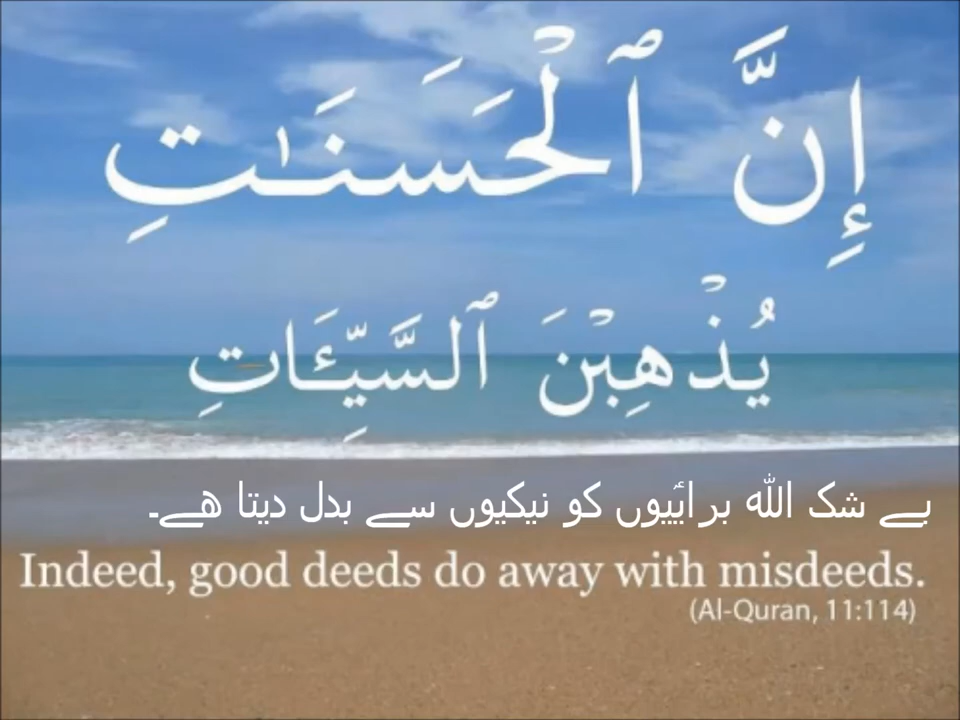 إِنَّ ٱلْحَسَنَـٰتِ
يُذْهِبْنَ ٱلسَّيِّـَٔاتِ
بے شک اللہ برائیوں کو نیکیوں سے بدل دیتا ھے۔
Indeed, good deeds do away with misdeeds.
(Al-Quran, 11:114)